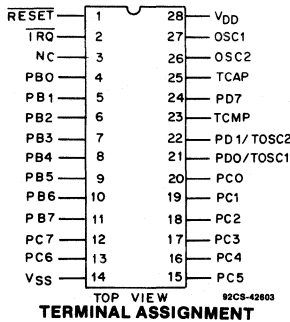 RESET 1 28 VDD
IRQ 2 27 OSC1
NC 3 26 OSC2
PB0 4 25 TCAP
PB1 5 24 PD7
PB2 6 23 TCMP
PB3 7 22 PD1/TOSC2
PB4 8 21 PD0/TOSC1
PB5 9 20 PC0
PB6 10 19 PC1
PB7 11 18 PC2
PC7 12 17 PC3
PC6 13 16 PC4
VSS 14 15 PC5
TOP VIEW 92CS-42603
TERMINAL ASSIGNMENT